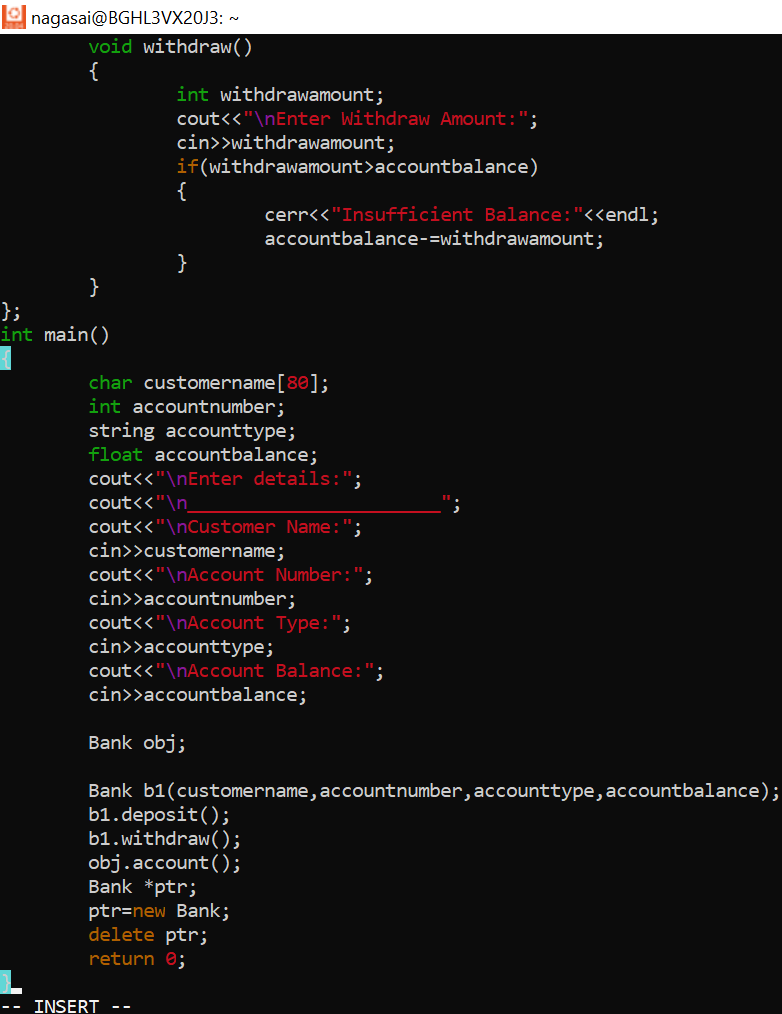 nagasai@BGHL3VX20J3: ~
        void withdraw()
        {
                int withdrawamount;
                cout<<"\nEnter Withdraw Amount:";
                cin>>withdrawamount;
                if(withdrawamount>accountbalance)
                {
                        cerr<<"Insufficient Balance:"<<endl;
                        accountbalance-=withdrawamount;
                }
        }
};
int main()
{
        char customername[80];
        int accountnumber;
        string accounttype;
        float accountbalance;
        cout<<"\nEnter details:";
        cout<<"\n_______________________";
        cout<<"\nCustomer Name:";
        cin>>customername;
        cout<<"\nAccount Number:";
        cin>>accountnumber;
        cout<<"\nAccount Type:";
        cin>>accounttype;
        cout<<"\nAccount Balance:";
        cin>>accountbalance;

        Bank obj;

        Bank b1(customername,accountnumber,accounttype,accountbalance);
        b1.deposit();
        b1.withdraw();
        obj.account();
        Bank *ptr;
        ptr=new Bank;
        delete ptr;
        return 0;
}
-- INSERT --